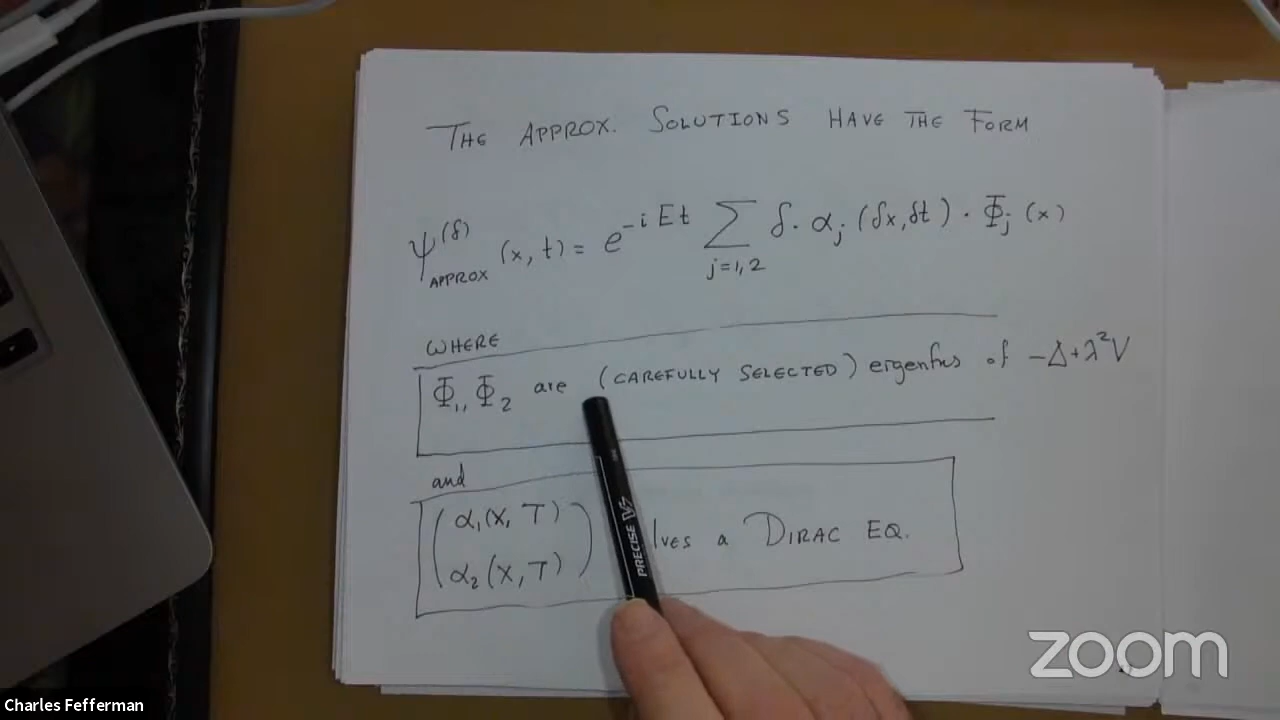 THE APPROX. SOLUTIONS HAVE THE FORM
ψ^(δ)_APPROX (x, t) = e^{-iEt} ∑_{j=1,2} δ · α_j (δx, δt) · Φ_j (x)
WHERE
Φ_1, Φ_2 are (CAREFULLY SELECTED) eigenfns of -Δ+λ²V
and
α_1(X, T)
α_2(X, T)
lves a DIRAC EQ.
PRECISE V5
zoom
Charles Fefferman